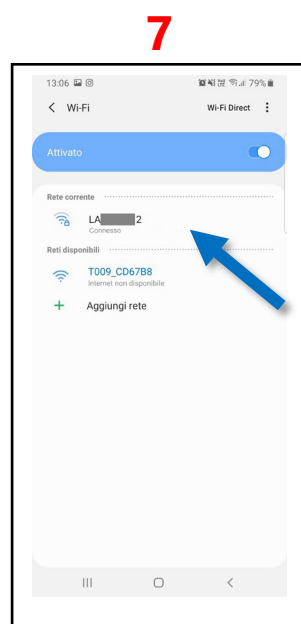 7
13:06 79%
Wi-Fi Wi-Fi Direct
Attivato
Rete corrente
LA 2
Connesso
Reti disponibili
T009_CD67B8
Internet non disponibile
Aggiungi rete